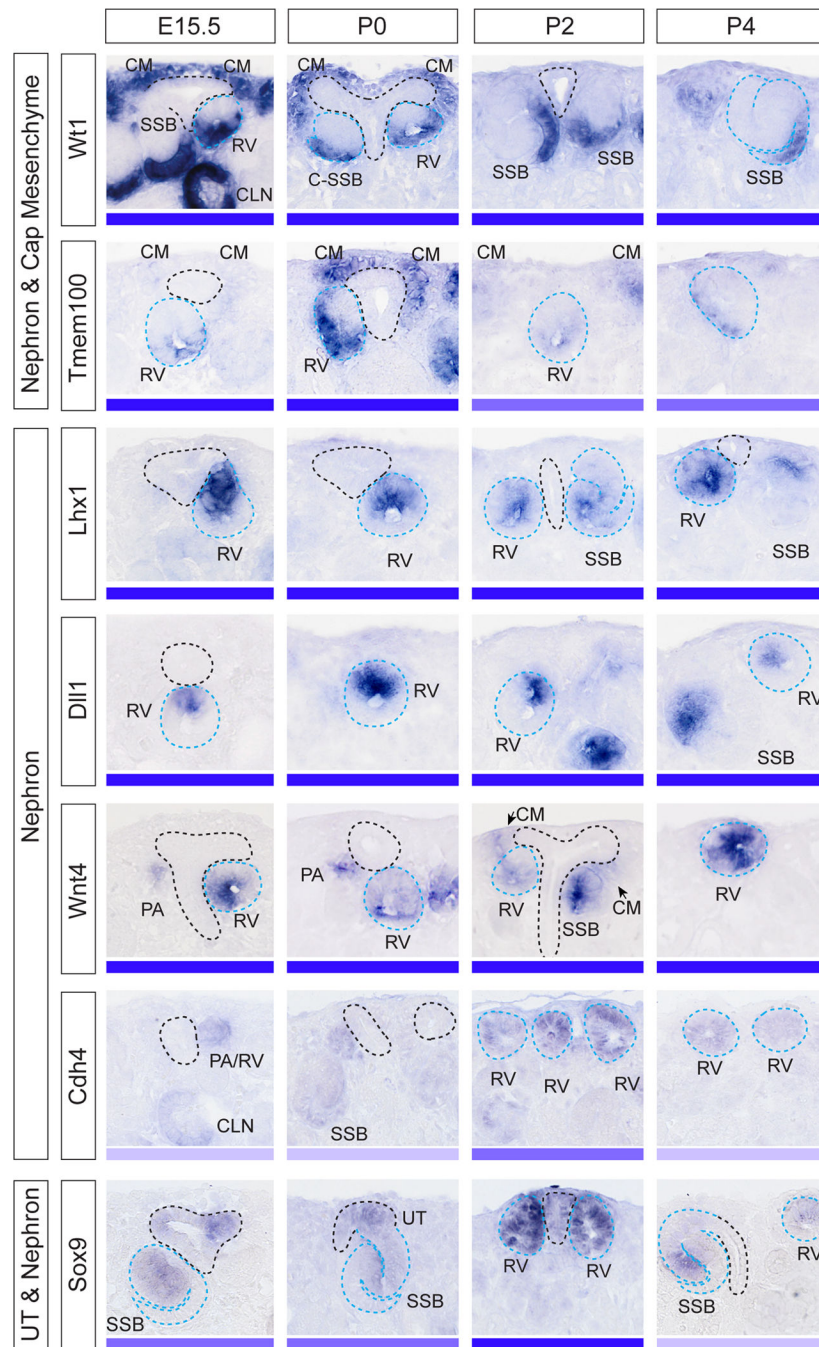 E15.5 P0 P2 P4
Nephron & Cap Mesenchyme
Wt1
CM CM SSB RV CLN
CM CM C-SSB RV
SSB SSB
SSB
Tmem100
CM CM RV
CM CM RV
CM CM RV
Nephron
Lhx1
RV
RV
RV SSB
RV SSB
Dll1
RV
RV
RV
RV SSB
Wnt4
PA RV
PA RV
CM RV SSB CM
RV
Cdh4
PA/RV CLN
SSB
RV RV RV
RV RV
UT & Nephron
Sox9
SSB
UT SSB
RV RV
RV SSB